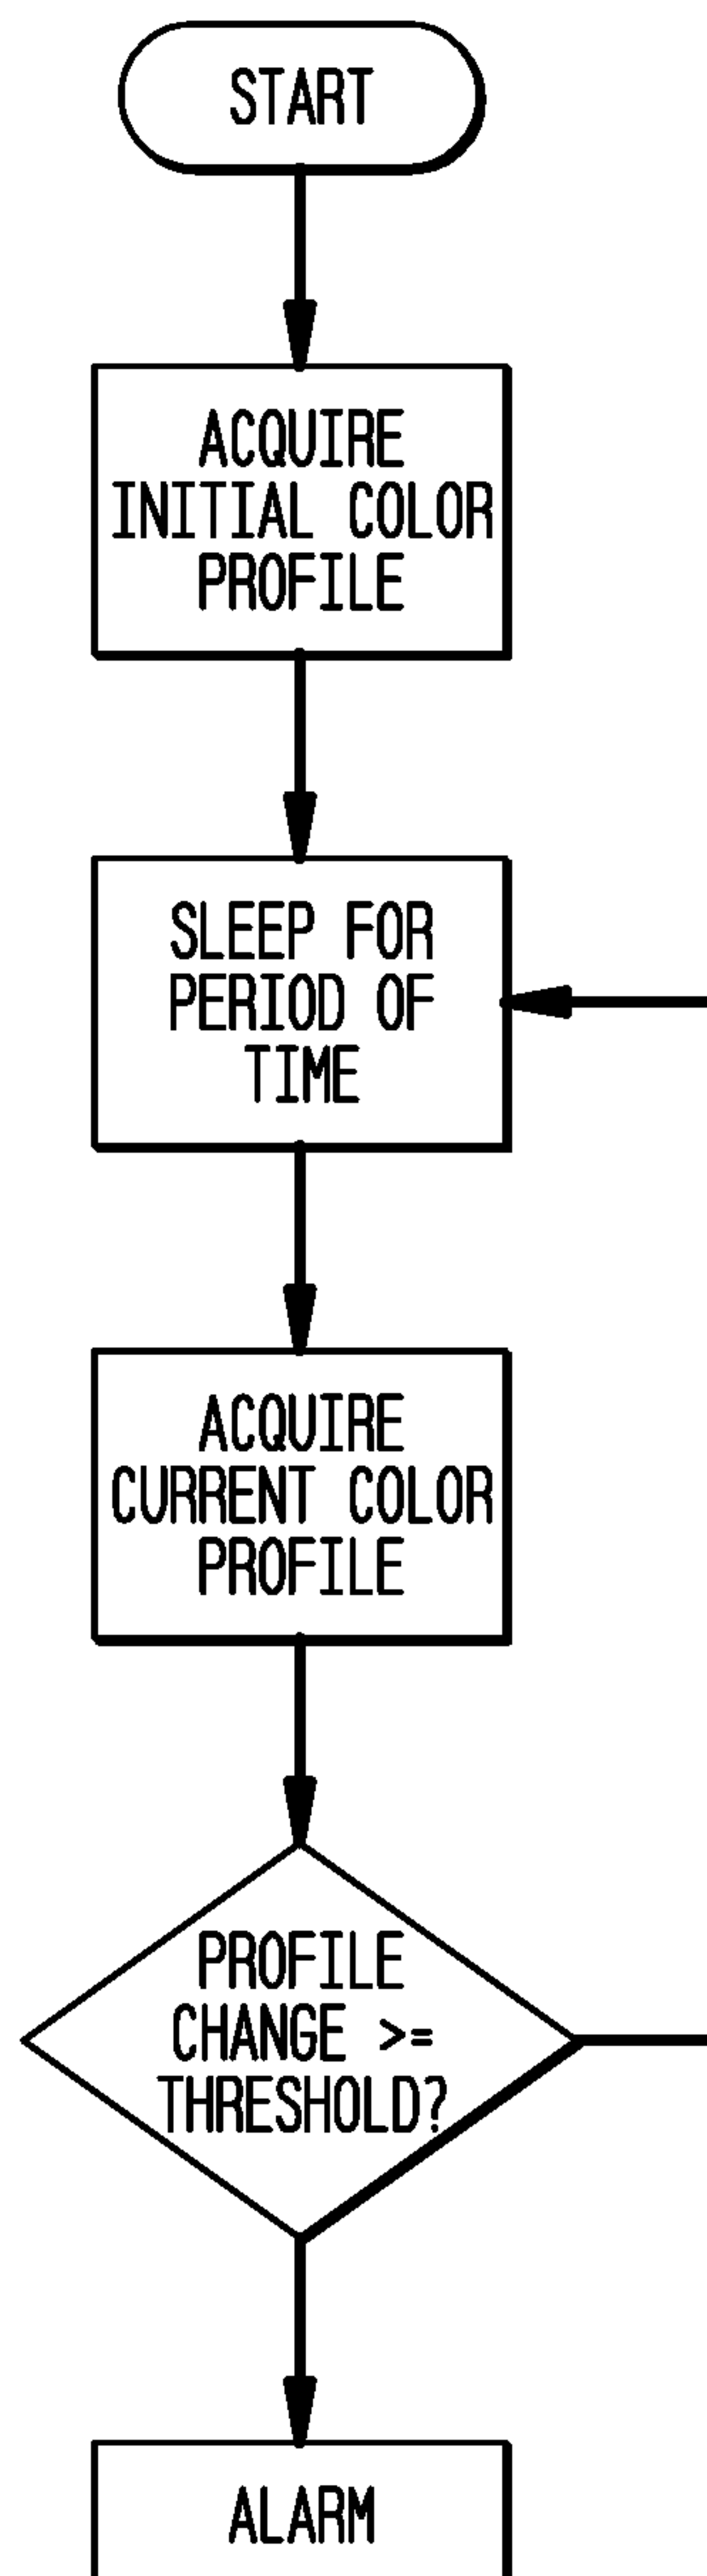 START
ACQUIRE
INITIAL COLOR
PROFILE
SLEEP FOR
PERIOD OF
TIME
ACQUIRE
CURRENT COLOR
PROFILE
PROFILE
CHANGE >=
THRESHOLD?
ALARM